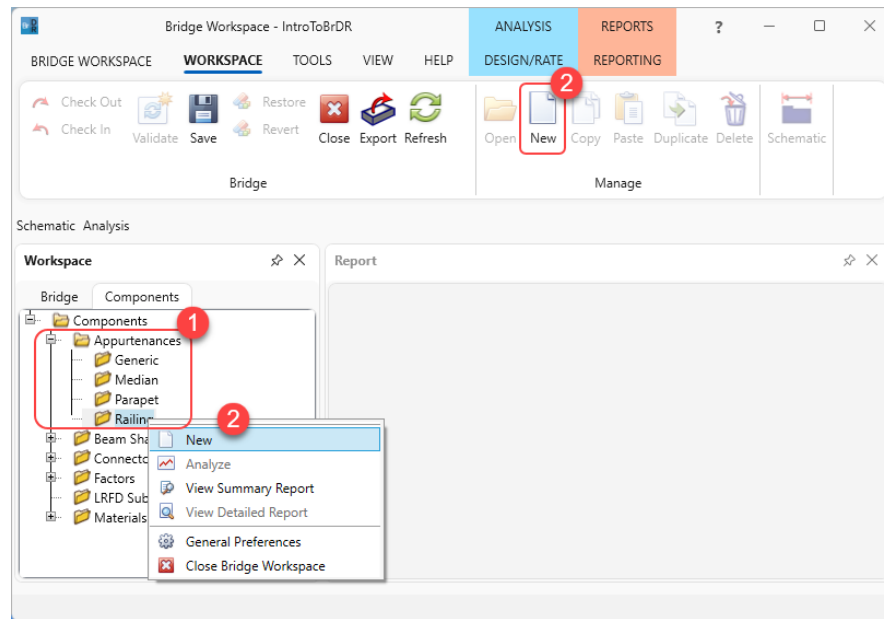 Bridge Workspace - IntroToBrDR
ANALYSIS
REPORTS
?
BRIDGE WORKSPACE
WORKSPACE
TOOLS
VIEW
HELP
DESIGN/RATE
REPORTING
2
Check Out
Check In
Validate
Save
Restore
Revert
Close
Export
Refresh
Open
New
Copy
Paste
Duplicate
Delete
Schematic
Bridge
Manage
Schematic Analysis
Workspace
Report
Bridge
Components
1
Components
Appurtenances
Generic
Median
Parapet
Railing
2
Beam Sha
Connecto
Factors
LRFD Sub
Materials
New
Analyze
View Summary Report
View Detailed Report
General Preferences
Close Bridge Workspace